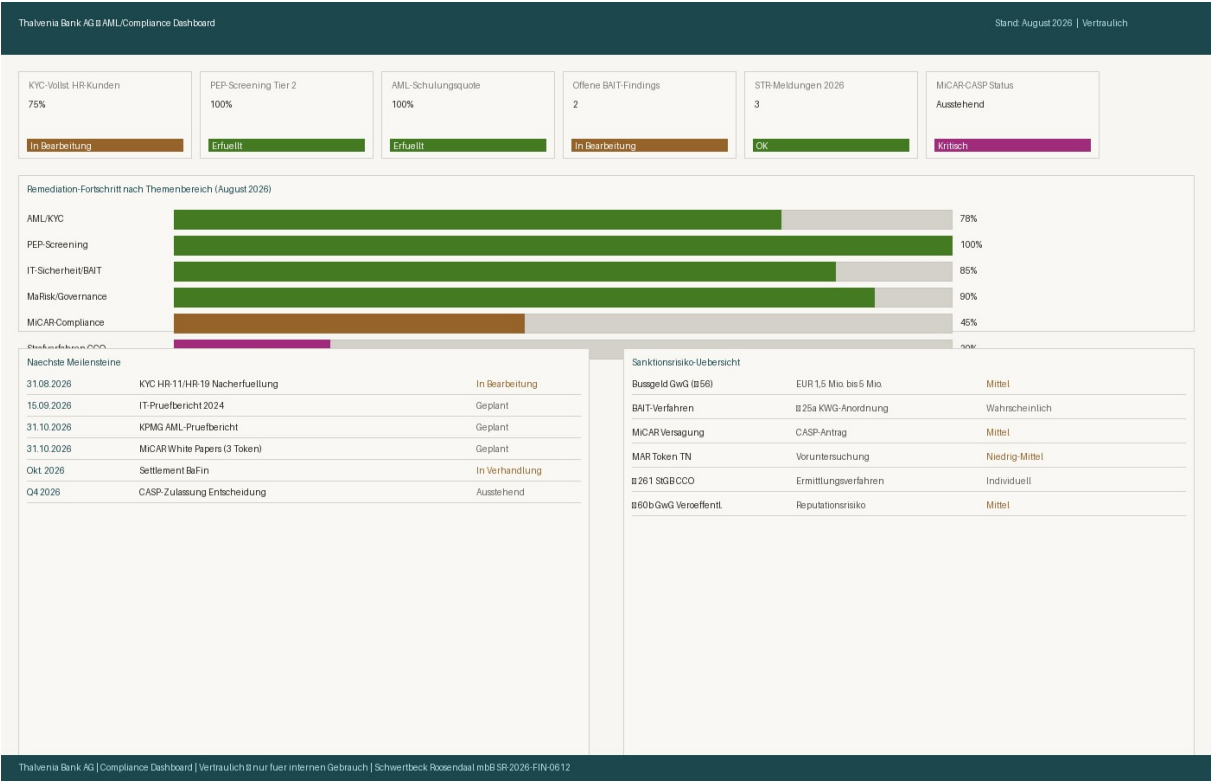 Thalvenia Bank AG ☒ AML/Compliance Dashboard
Stand: August 2026 | Vertraulich
KYC-Vollst. HR-Kunden
75%
In Bearbeitung
PEP-Screening Tier 2
100%
Erfuellt
AML-Schulungsquote
100%
Erfuellt
Offene BAIT-Findings
2
In Bearbeitung
STR-Meldungen 2026
3
OK
MiCAR-CASP Status
Ausstehend
Kritisch
Remediation-Fortschritt nach Themenbereich (August 2026)
AML/KYC 78%
PEP-Screening 100%
IT-Sicherheit/BAIT 85%
MaRisk/Governance 90%
MiCAR-Compliance 45%
Strafverfahren CCO 20%
Naechste Meilensteine
31.08.2026 KYC HR-11/HR-19 Nacherfuellung In Bearbeitung
15.09.2026 IT-Pruefbericht 2024 Geplant
31.10.2026 KPMG AML-Pruefbericht Geplant
31.10.2026 MiCAR White Papers (3 Token) Geplant
Okt. 2026 Settlement BaFin In Verhandlung
Q4 2026 CASP-Zulassung Entscheidung Ausstehend
Sanktionsrisiko-Uebersicht
Bussgeld GwG (☒ 56) EUR 1,5 Mio. bis 5 Mio. Mittel
BAIT-Verfahren ☒ 25a KWG-Anordnung Wahrscheinlich
MiCAR Versagung CASP-Antrag Mittel
MAR Token TN Voruntersuchung Niedrig-Mittel
☒ 261 StGB CCO Ermittlungsverfahren Individuell
☒ 60b GwG Veroeffentl. Reputationsrisiko Mittel
Thalvenia Bank AG | Compliance Dashboard | Vertraulich ☒ nur fuer internen Gebrauch | Schwertbeck Roosendaal mbB SR-2026-FIN-0612